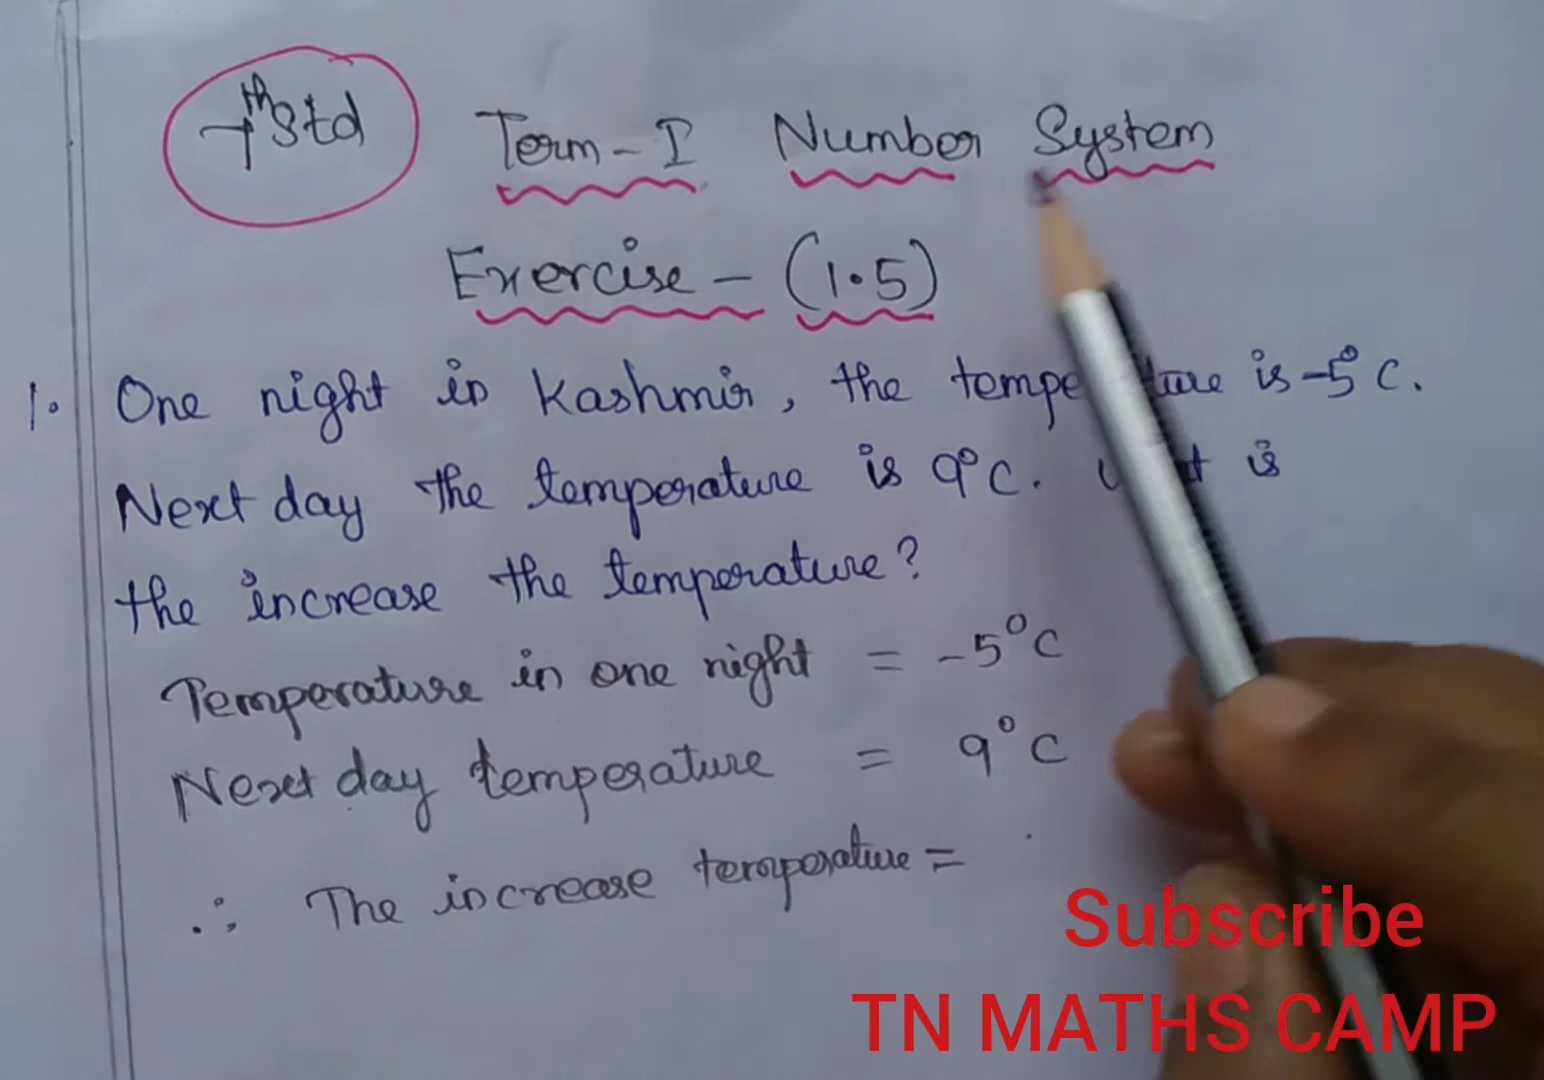 7th Std Term-I Number System
Exercise-(1.5)
1. One night in Kashmir, the temperature is -5°C.
Next day the temperature is 9°C. What is
the increase the temperature?
Temperature in one night = -5°C
Next day temperature = 9°C
∴ The increase temperature =
Subscribe
TN MATHS CAMP